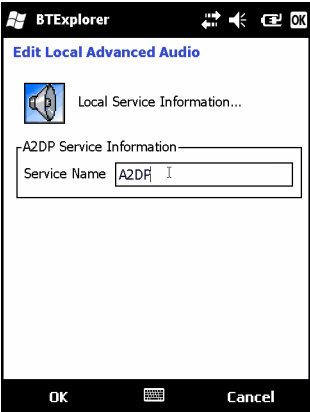 BTExplorer OK
Edit Local Advanced Audio
Local Service Information...
A2DP Service Information
Service Name A2DP
OK Cancel